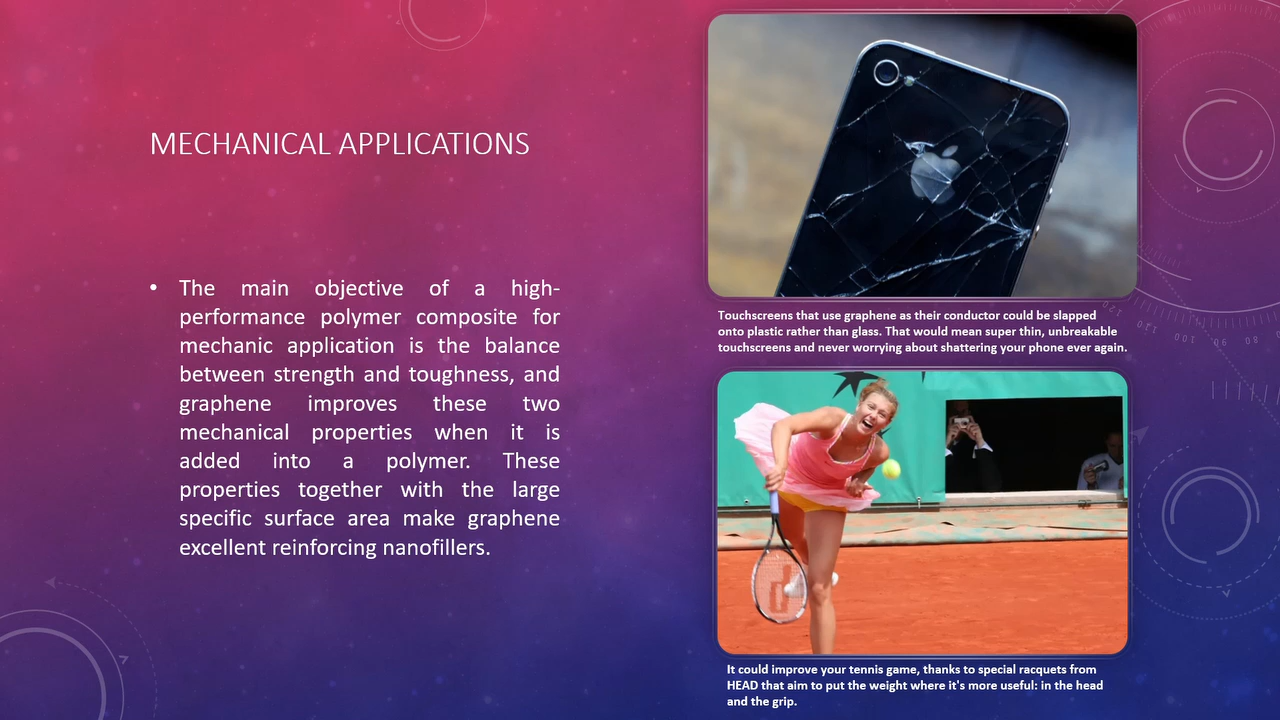 MECHANICAL APPLICATIONS
• The main objective of a high-
performance polymer composite for
mechanic application is the balance
between strength and toughness, and
graphene improves these two
mechanical properties when it is
added into a polymer. These
properties together with the large
specific surface area make graphene
excellent reinforcing nanofillers.
Touchscreens that use graphene as their conductor could be slapped
onto plastic rather than glass. That would mean super thin, unbreakable
touchscreens and never worrying about shattering your phone ever again.
It could improve your tennis game, thanks to special racquets from
HEAD that aim to put the weight where it's more useful: in the head
and the grip.